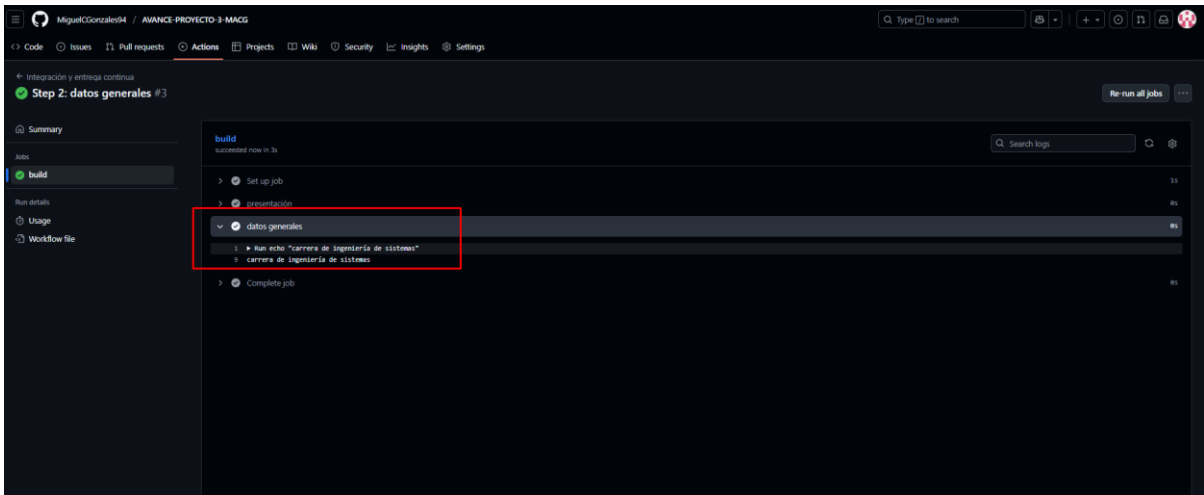 MiguelCGonzales94 / AVANCE-PROYECTO-3-MACG
Type / to search
Code Issues Pull requests Actions Projects Wiki Security Insights Settings
Integración y entrega continua
Step 2: datos generales #3
Re-run all jobs
Summary
Jobs
build
Run details
Usage
Workflow file
build
succeeded now in 3s
Search logs
Set up job 1s
presentación 0s
datos generales 0s
1 Run echo "carrera de ingeniería de sistemas"
9 carrera de ingeniería de sistemas
Complete job 0s